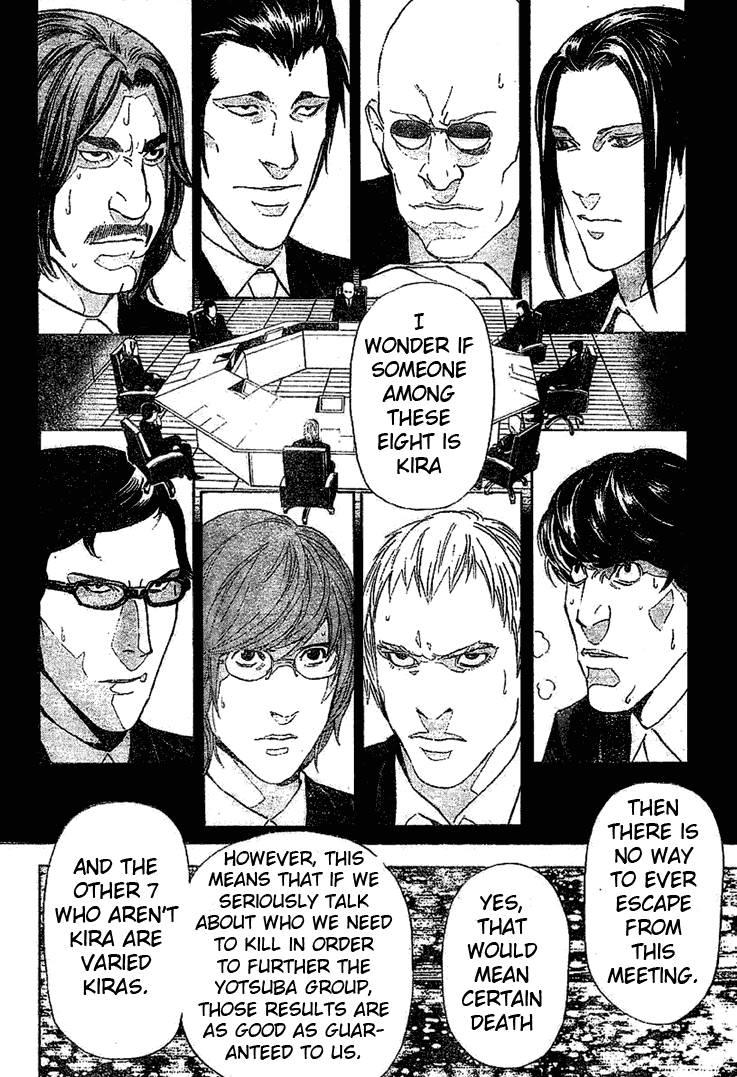 I
WONDER IF
SOMEONE
AMONG
THESE
EIGHT IS
KIRA
THEN
THERE IS
NO WAY
TO EVER
ESCAPE
FROM
THIS
MEETING.
YES,
THAT
WOULD
MEAN
CERTAIN
DEATH
HOWEVER, THIS
MEANS THAT IF WE
SERIOUSLY TALK
ABOUT WHO WE NEED
TO KILL IN ORDER
TO FURTHER THE
YOTSUBA GROUP,
THOSE RESULTS ARE
AS GOOD AS GUAR-
ANTEED TO US.
AND THE
OTHER 7
WHO AREN'T
KIRA ARE
VARIED
KIRAS.